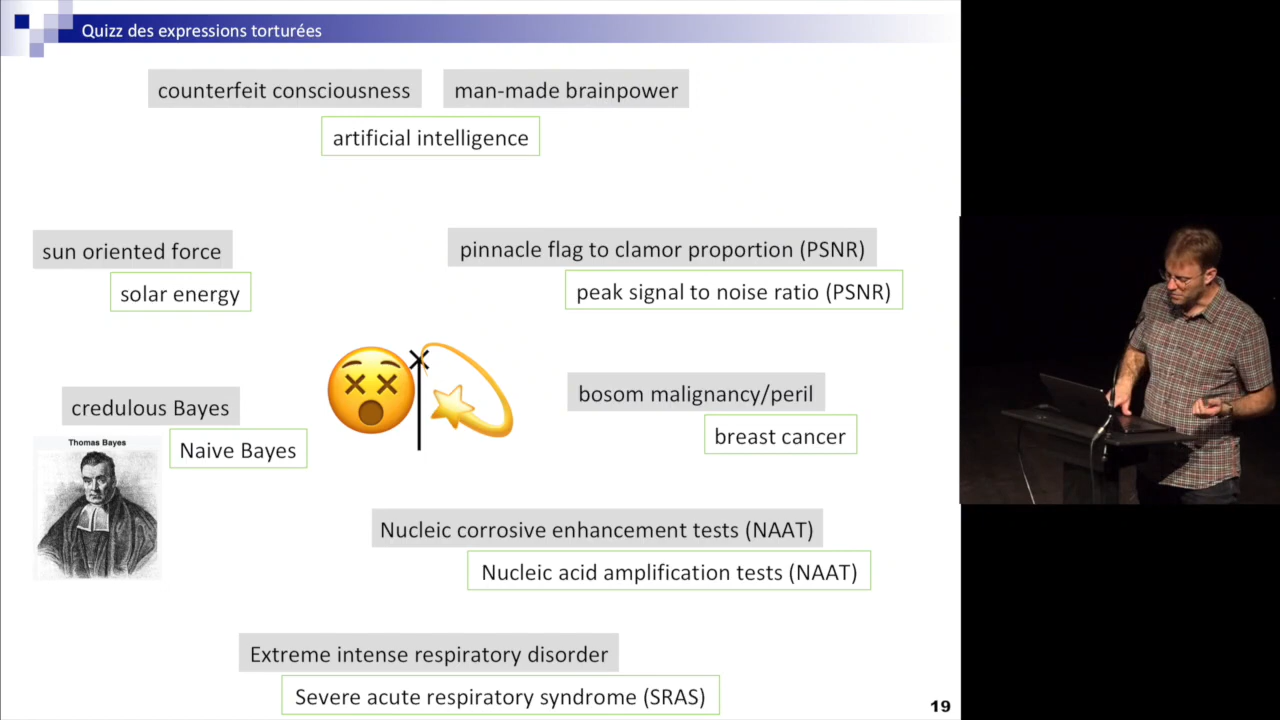 Quizz des expressions torturées
counterfeit consciousness
man-made brainpower
artificial intelligence
sun oriented force
solar energy
pinnacle flag to clamor proportion (PSNR)
peak signal to noise ratio (PSNR)
credulous Bayes
Naive Bayes
Thomas Bayes
bosom malignancy/peril
breast cancer
Nucleic corrosive enhancement tests (NAAT)
Nucleic acid amplification tests (NAAT)
Extreme intense respiratory disorder
Severe acute respiratory syndrome (SRAS)
19